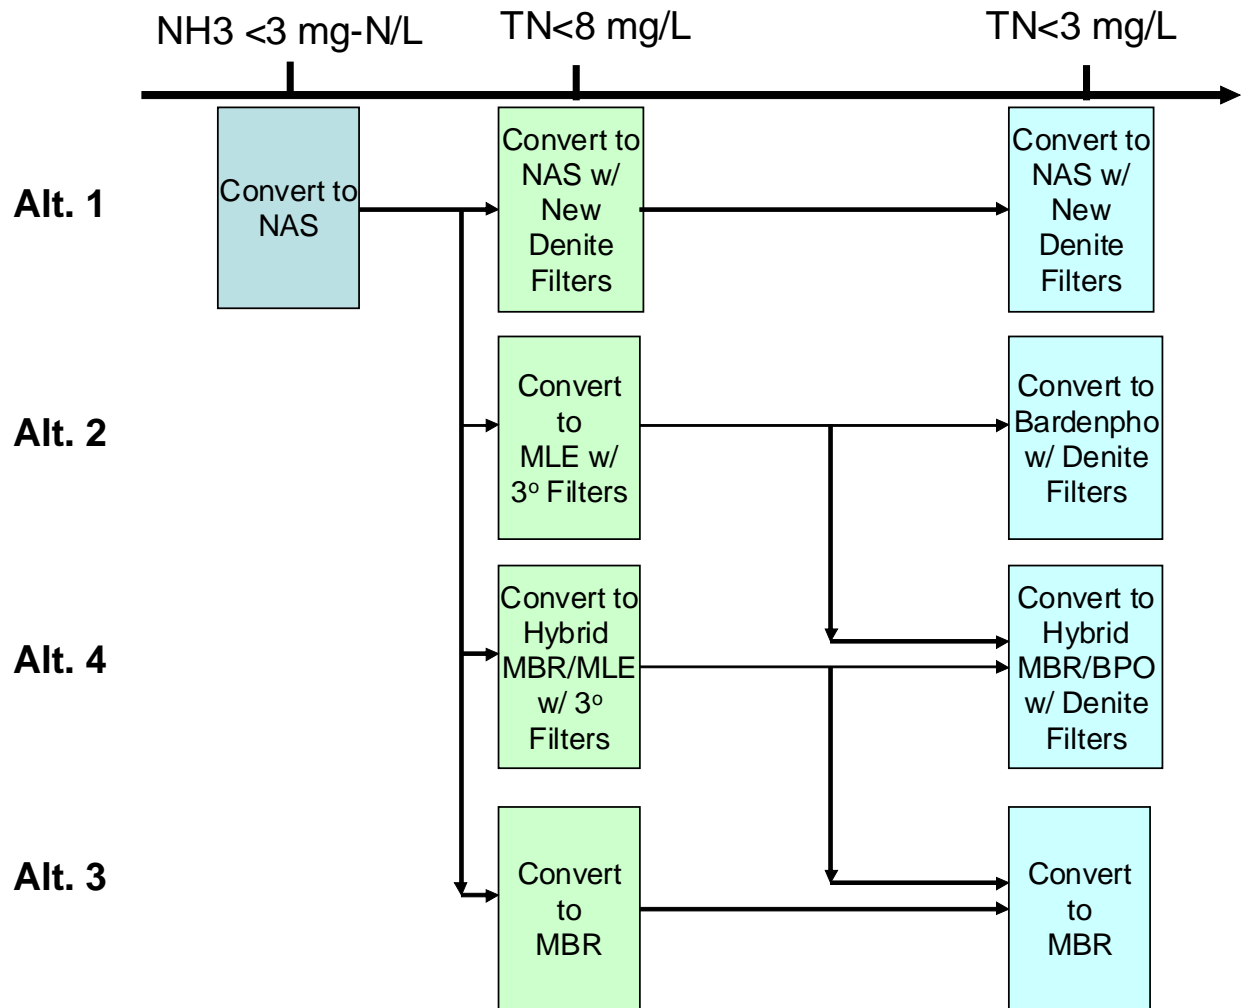 NH3 <3 mg-N/L
TN<8 mg/L
TN<3 mg/L
Alt. 1
Convert to
NAS
Convert to
NAS w/
New
Denite
Filters
Convert to
NAS w/
New
Denite
Filters
Alt. 2
Convert
to
MLE w/
3º Filters
Convert to
Bardenpho
w/ Denite
Filters
Alt. 4
Convert to
Hybrid
MBR/MLE
w/ 3º
Filters
Convert to
Hybrid
MBR/BPO
w/ Denite
Filters
Alt. 3
Convert
to
MBR
Convert
to
MBR